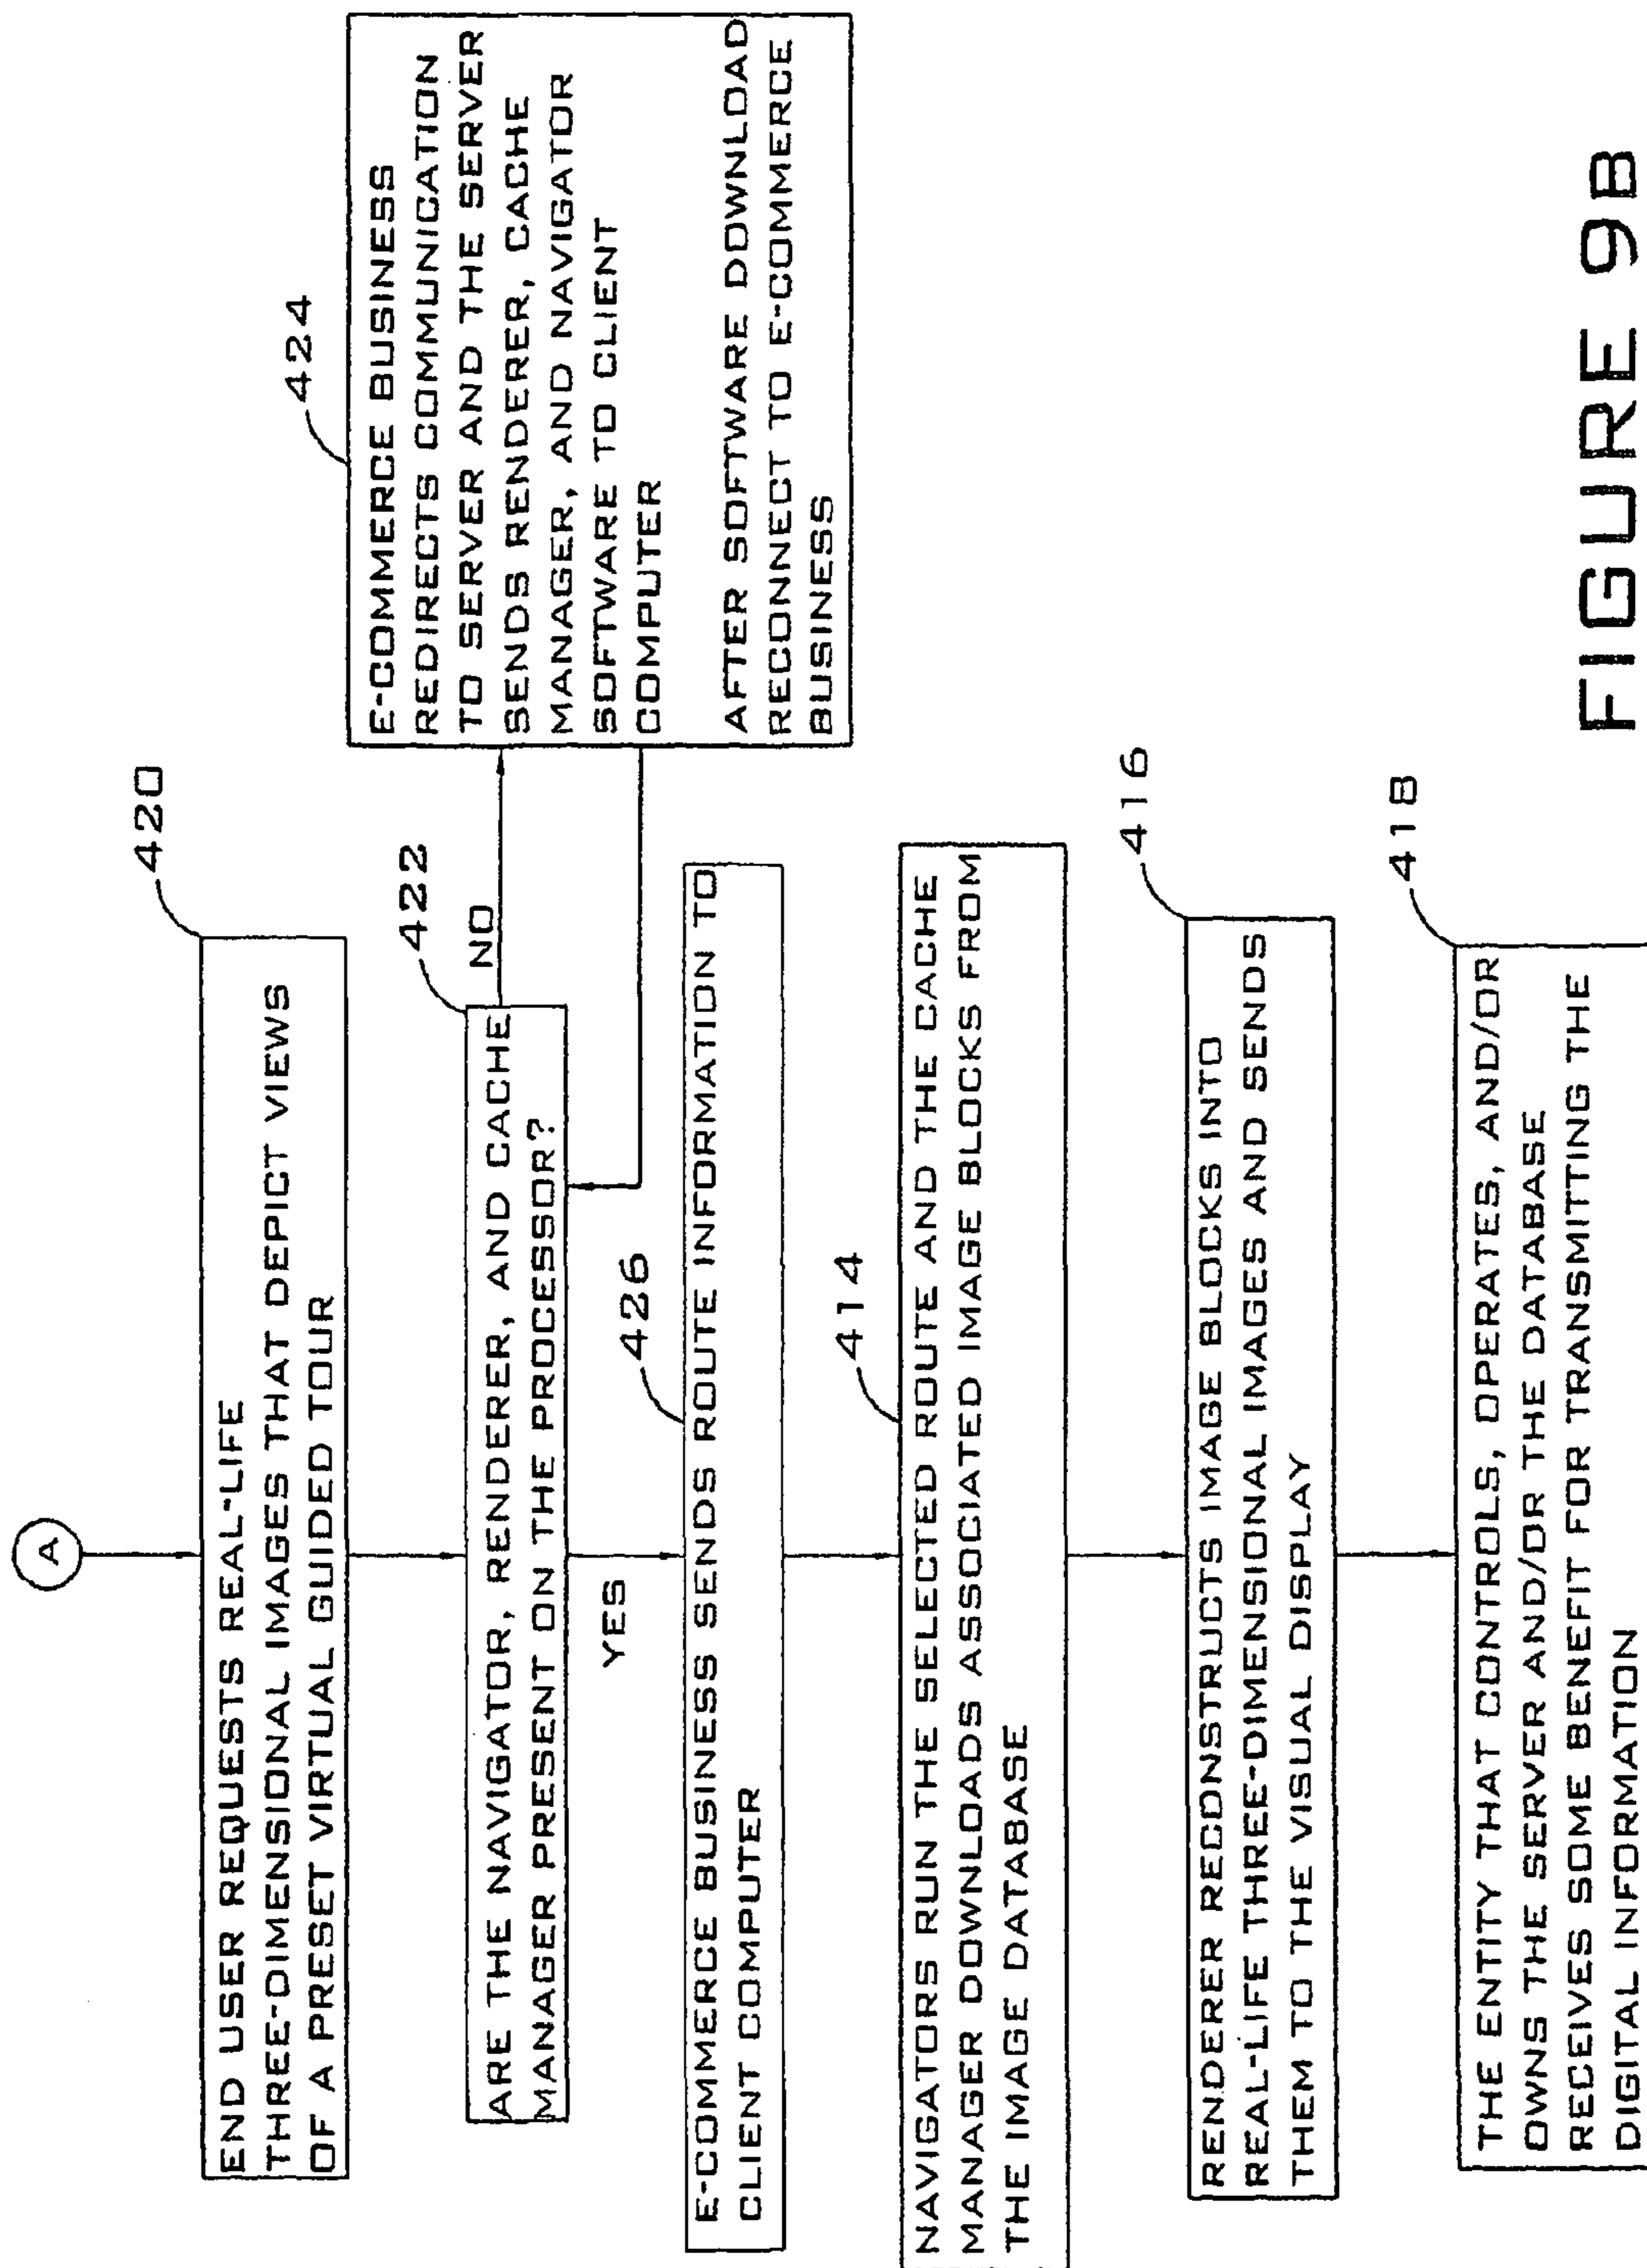 A
420
END USER REQUESTS REAL-LIFE
THREE-DIMENSIONAL IMAGES THAT DEPICT VIEWS
OF A PRESET VIRTUAL GUIDED TOUR
422
ARE THE NAVIGATOR, RENDERER, AND CACHE
MANAGER PRESENT ON THE PROCESSOR?
NO
424
E-COMMERCE BUSINESS
REDIRECTS COMMUNICATION
TO SERVER AND THE SERVER
SENDS RENDERER, CACHE
MANAGER, AND NAVIGATOR
SOFTWARE TO CLIENT
COMPUTER
AFTER SOFTWARE DOWNLOAD
RECONNECT TO E-COMMERCE
BUSINESS
YES
426
E-COMMERCE BUSINESS SENDS ROUTE INFORMATION TO
CLIENT COMPUTER
414
NAVIGATORS RUN THE SELECTED ROUTE AND THE CACHE
MANAGER DOWNLOADS ASSOCIATED IMAGE BLOCKS FROM
THE IMAGE DATABASE
416
RENDERER RECONSTRUCTS IMAGE BLOCKS INTO
REAL-LIFE THREE-DIMENSIONAL IMAGES AND SENDS
THEM TO THE VISUAL DISPLAY
418
THE ENTITY THAT CONTROLS, OPERATES, AND/OR
OWNS THE SERVER AND/OR THE DATABASE
RECEIVES SOME BENEFIT FOR TRANSMITTING THE
DIGITAL INFORMATION
FIGURE 9B